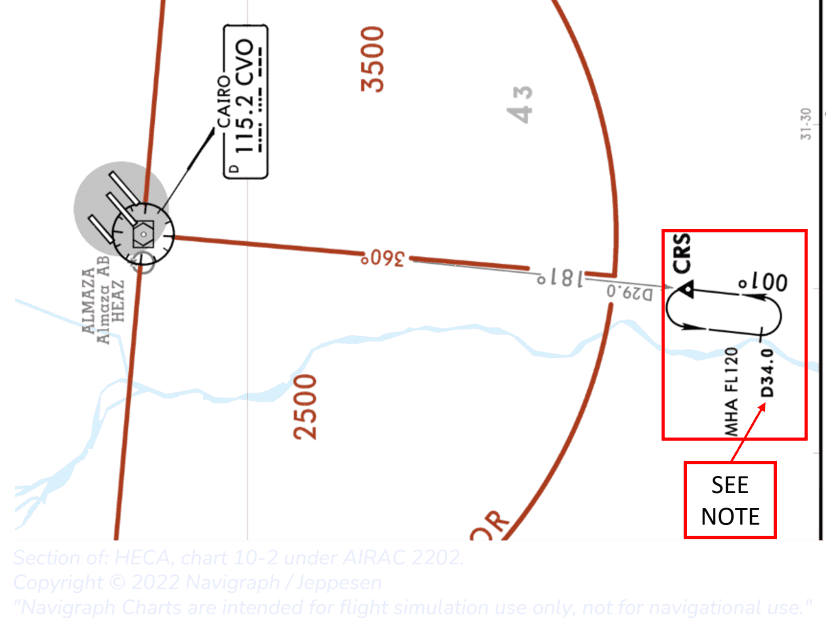 3500
CAIRO
D 115.2 CVO
43
31-30
ALMAZA
Almaza AB
HEAZ
360°
181°
D29.0
CRS
001°
MHA FL120
D34.0
2500
OR
SEE
NOTE
Section of: HECA, chart 10-2 under AIRAC 2202.
Copyright © 2022 Navigraph / Jeppesen
"Navigraph Charts are intended for flight simulation use only, not for navigational use."